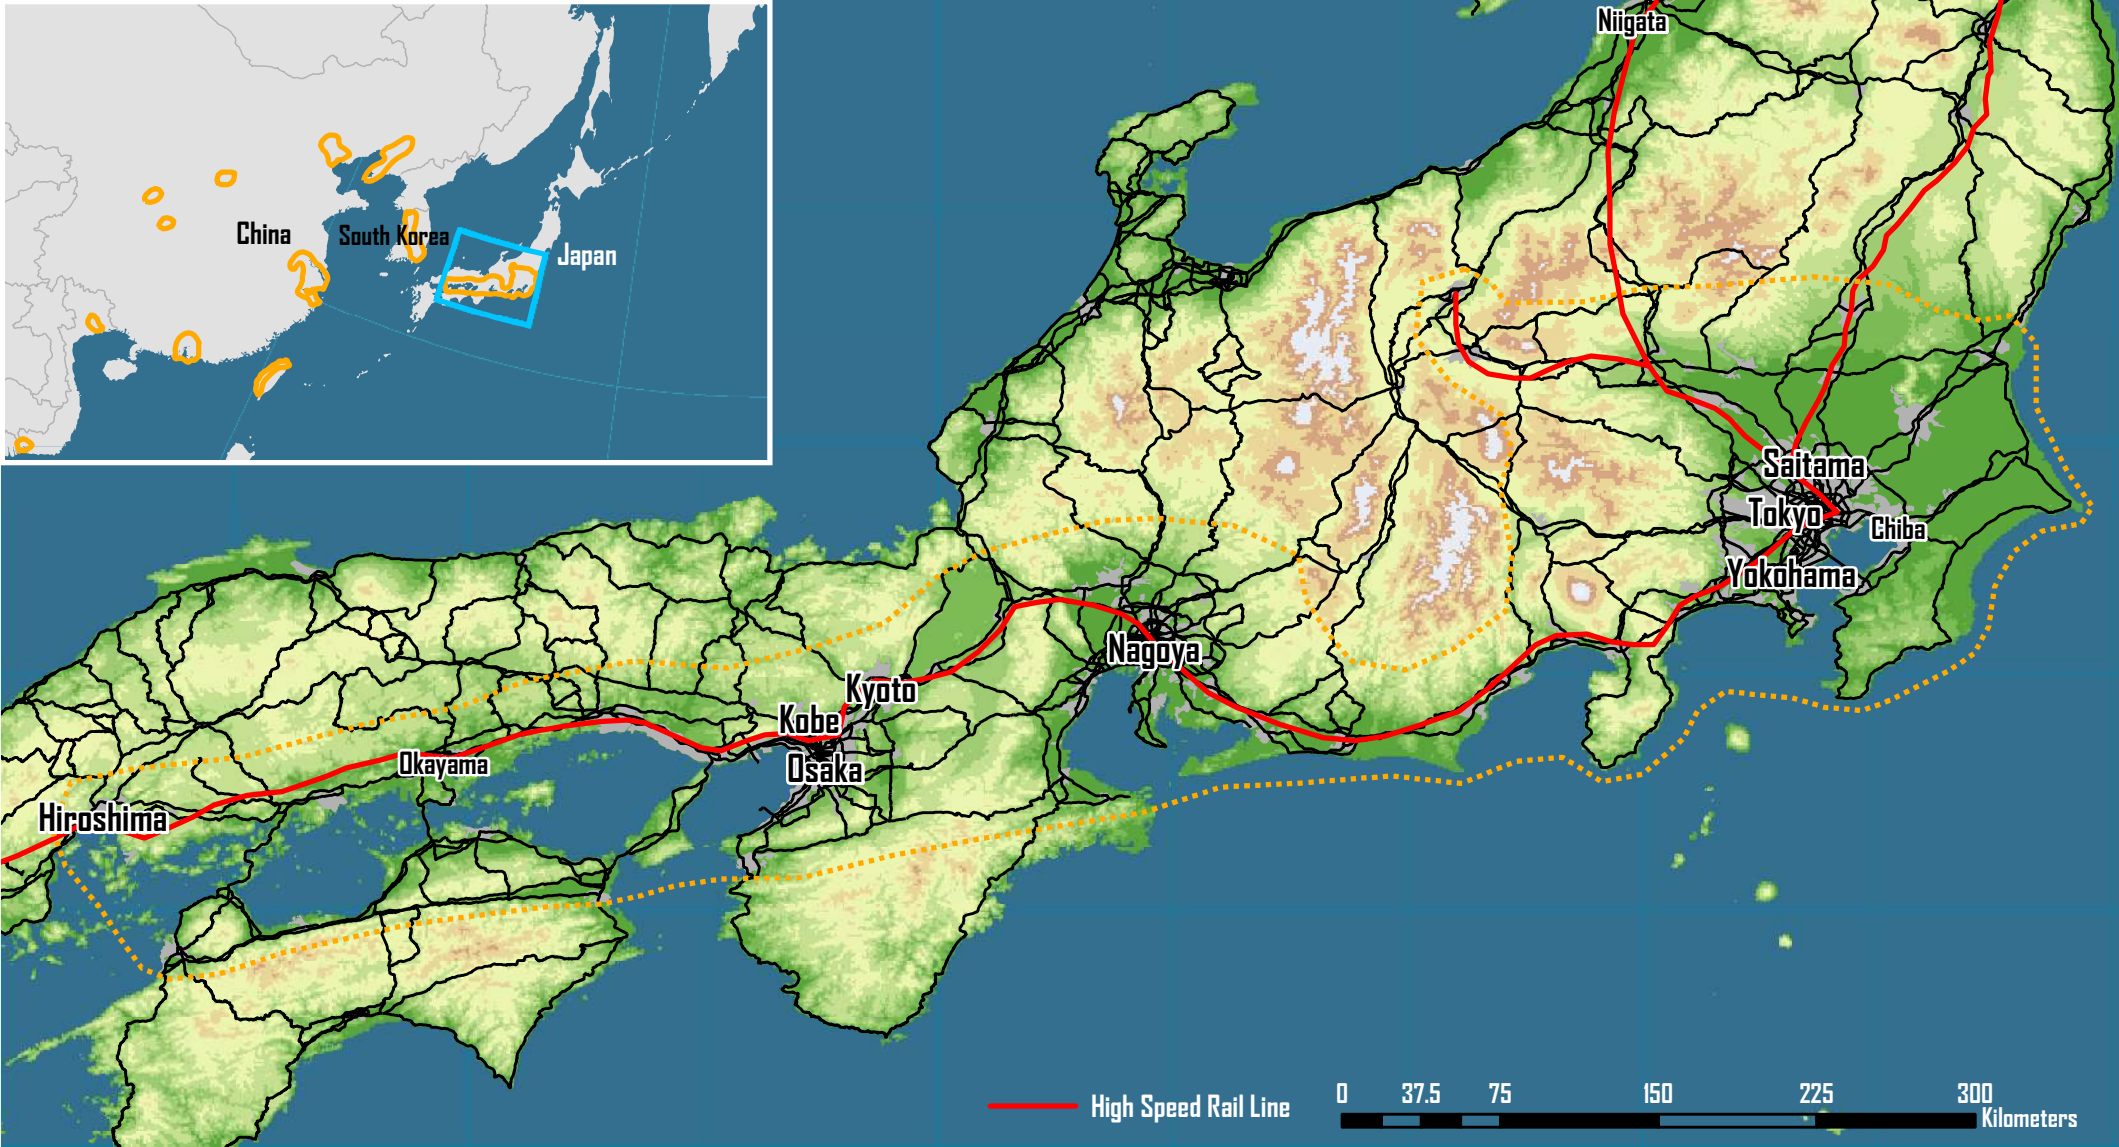 Niigata
China
South Korea
Japan
Saitama
Tokyo
Chiba
Yokohama
Nagoya
Kyoto
Kobe
Okayama
Osaka
Hiroshima
High Speed Rail Line
0 37.5 75 150 225 300
Kilometers